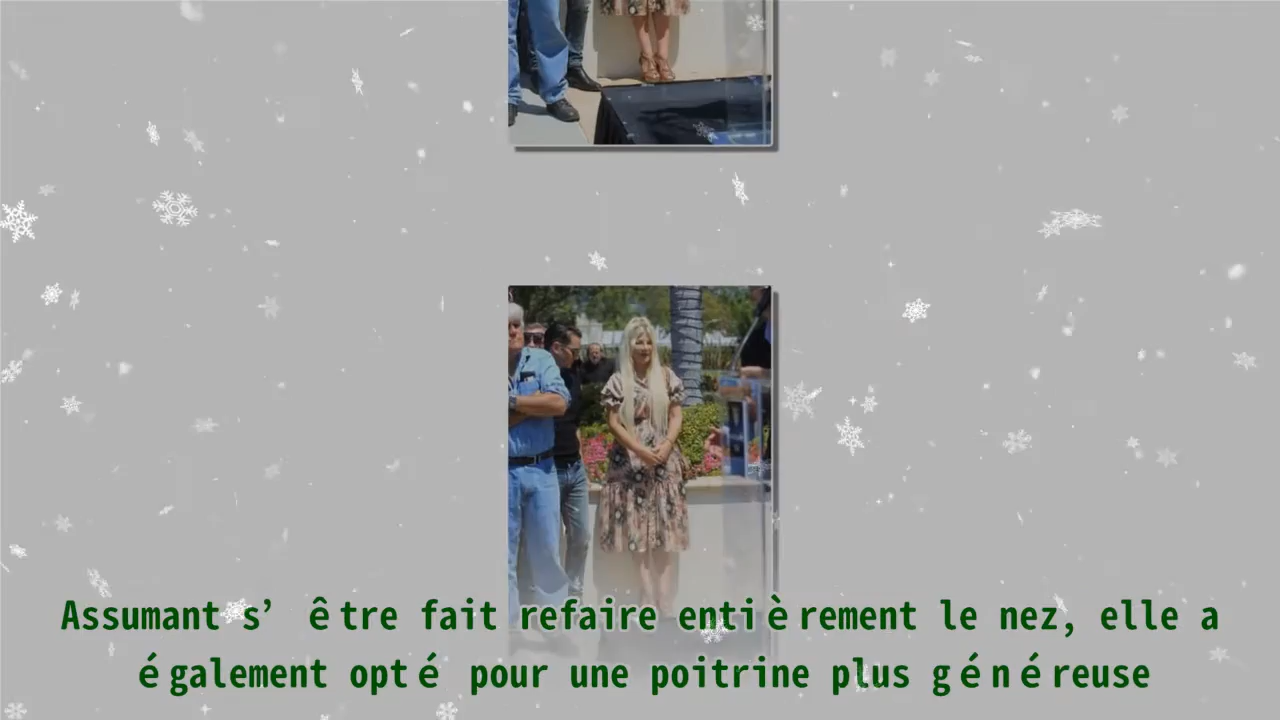 Assumant s’ être fait refaire entièrement le nez, elle a
également opté pour une poitrine plus généreuse